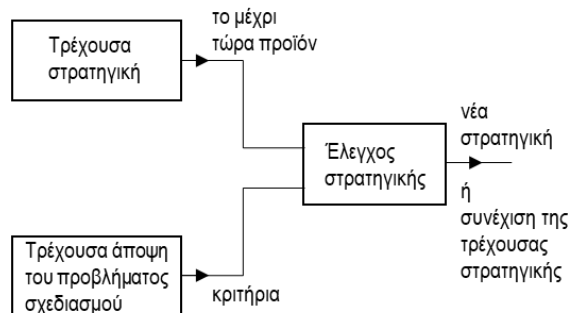 Τρέχουσα
στρατηγική
το μέχρι
τώρα προϊόν
Έλεγχος
στρατηγικής
νέα
στρατηγική
ή
συνέχιση της
τρέχουσας
στρατηγικής
Τρέχουσα άποψη
του προβλήματος
σχεδιασμού
κριτήρια